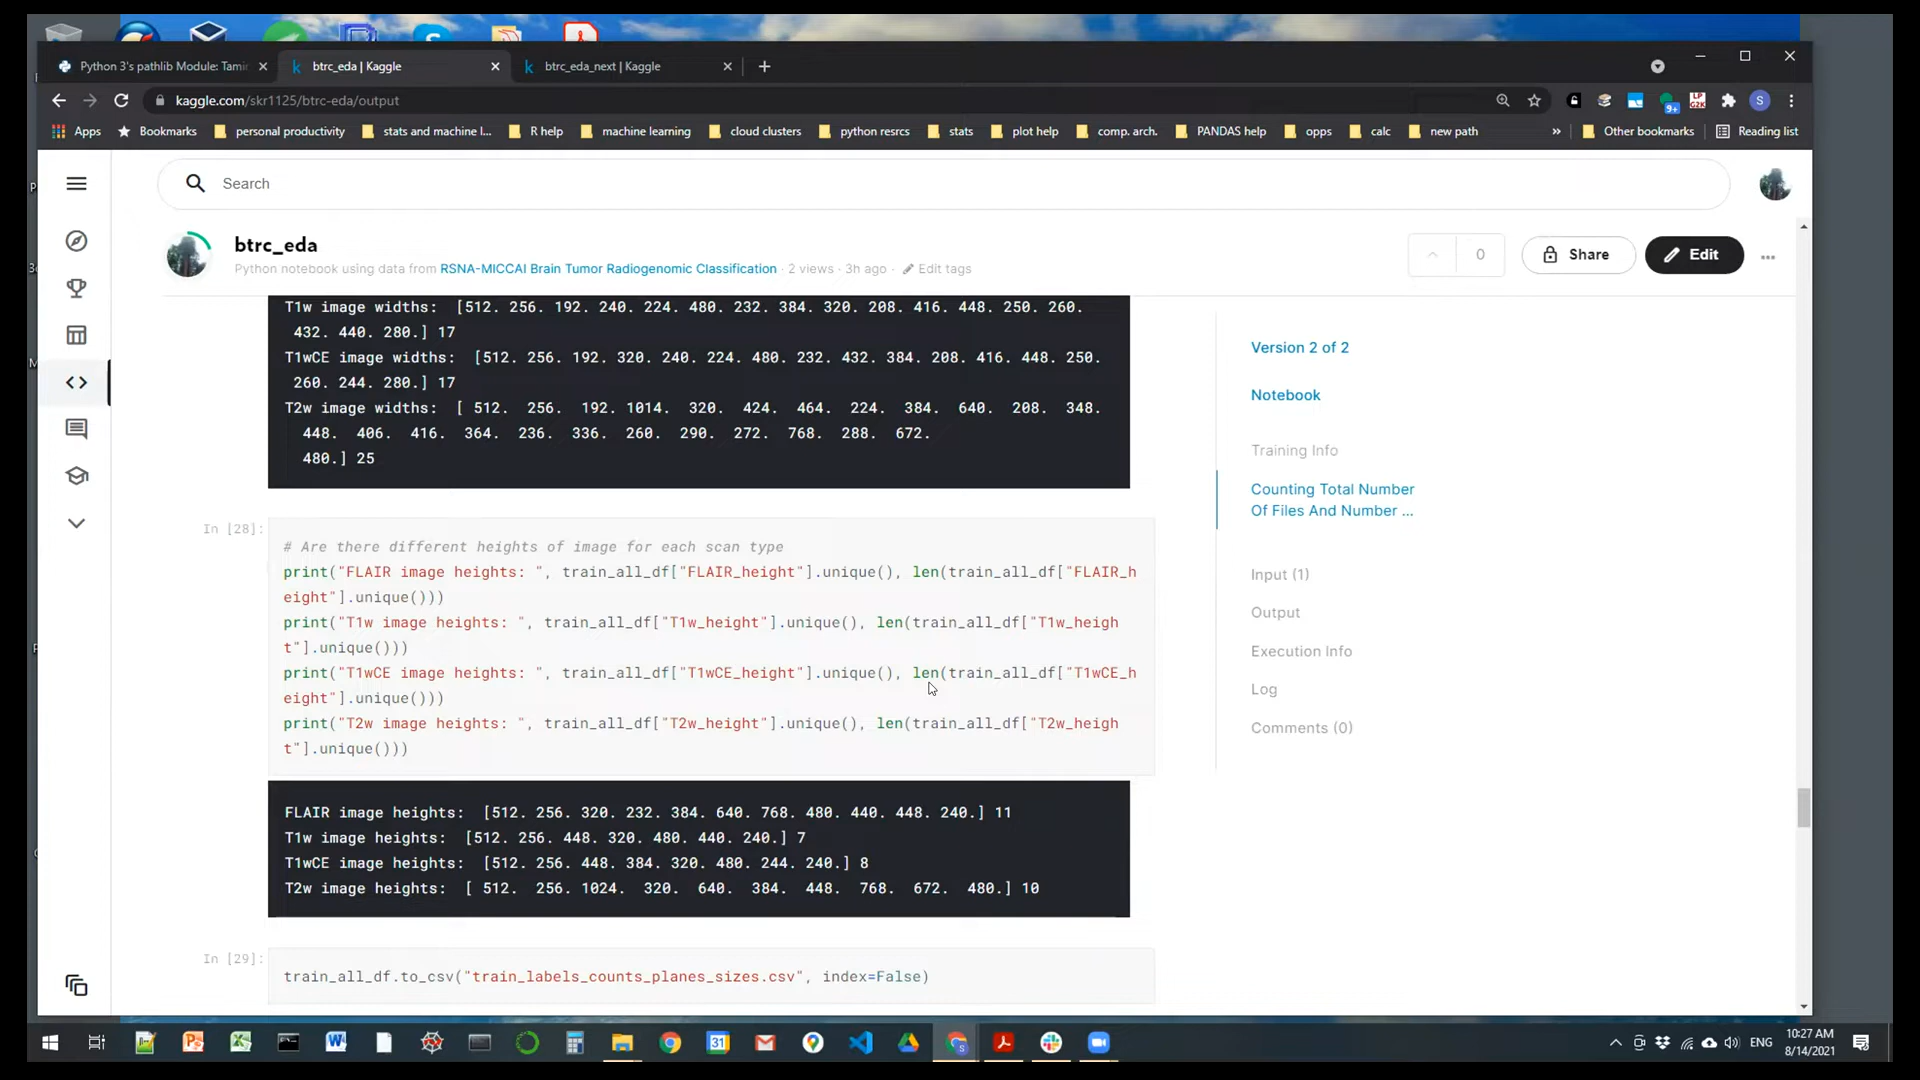 Python 3's pathlib Module: Tami
btrc_eda | Kaggle
btrc_eda_next | Kaggle
kaggle.com/skr1125/btrc-eda/output
Apps
Bookmarks
personal productivity
stats and machine l...
R help
machine learning
cloud clusters
python resrcs
stats
plot help
comp. arch.
PANDAS help
opps
calc
new path
»
Other bookmarks
Reading list
Search
btrc_eda
Python notebook using data from RSNA-MICCAI Brain Tumor Radiogenomic Classification · 2 views · 3h ago · Edit tags
0
Share
Edit
T1w image widths:  [512. 256. 192. 240. 224. 480. 232. 384. 320. 208. 416. 448. 250. 260.
432. 440. 280.] 17
T1wCE image widths:  [512. 256. 192. 320. 240. 224. 480. 232. 432. 384. 208. 416. 448. 250.
260. 244. 280.] 17
T2w image widths:  [ 512.  256.  192. 1014.  320.  424.  464.  224.  384.  640.  208.  348.
448.  406.  416.  364.  236.  336.  260.  290.  272.  768.  288.  672.
480.] 25
In [28]:
# Are there different heights of image for each scan type
print("FLAIR image heights: ", train_all_df["FLAIR_height"].unique(), len(train_all_df["FLAIR_h
eight"].unique()))
print("T1w image heights: ", train_all_df["T1w_height"].unique(), len(train_all_df["T1w_heigh
t"].unique()))
print("T1wCE image heights: ", train_all_df["T1wCE_height"].unique(), len(train_all_df["T1wCE_h
eight"].unique()))
print("T2w image heights: ", train_all_df["T2w_height"].unique(), len(train_all_df["T2w_heigh
t"].unique()))
FLAIR image heights:  [512. 256. 320. 232. 384. 640. 768. 480. 440. 448. 240.] 11
T1w image heights:  [512. 256. 448. 320. 480. 440. 240.] 7
T1wCE image heights:  [512. 256. 448. 384. 320. 480. 244. 240.] 8
T2w image heights:  [ 512.  256. 1024.  320.  640.  384.  448.  768.  672.  480.] 10
In [29]:
train_all_df.to_csv("train_labels_counts_planes_sizes.csv", index=False)
Version 2 of 2
Notebook
Training Info
Counting Total Number
Of Files And Number ...
Input (1)
Output
Execution Info
Log
Comments (0)
ENG
10:27 AM
8/14/2021